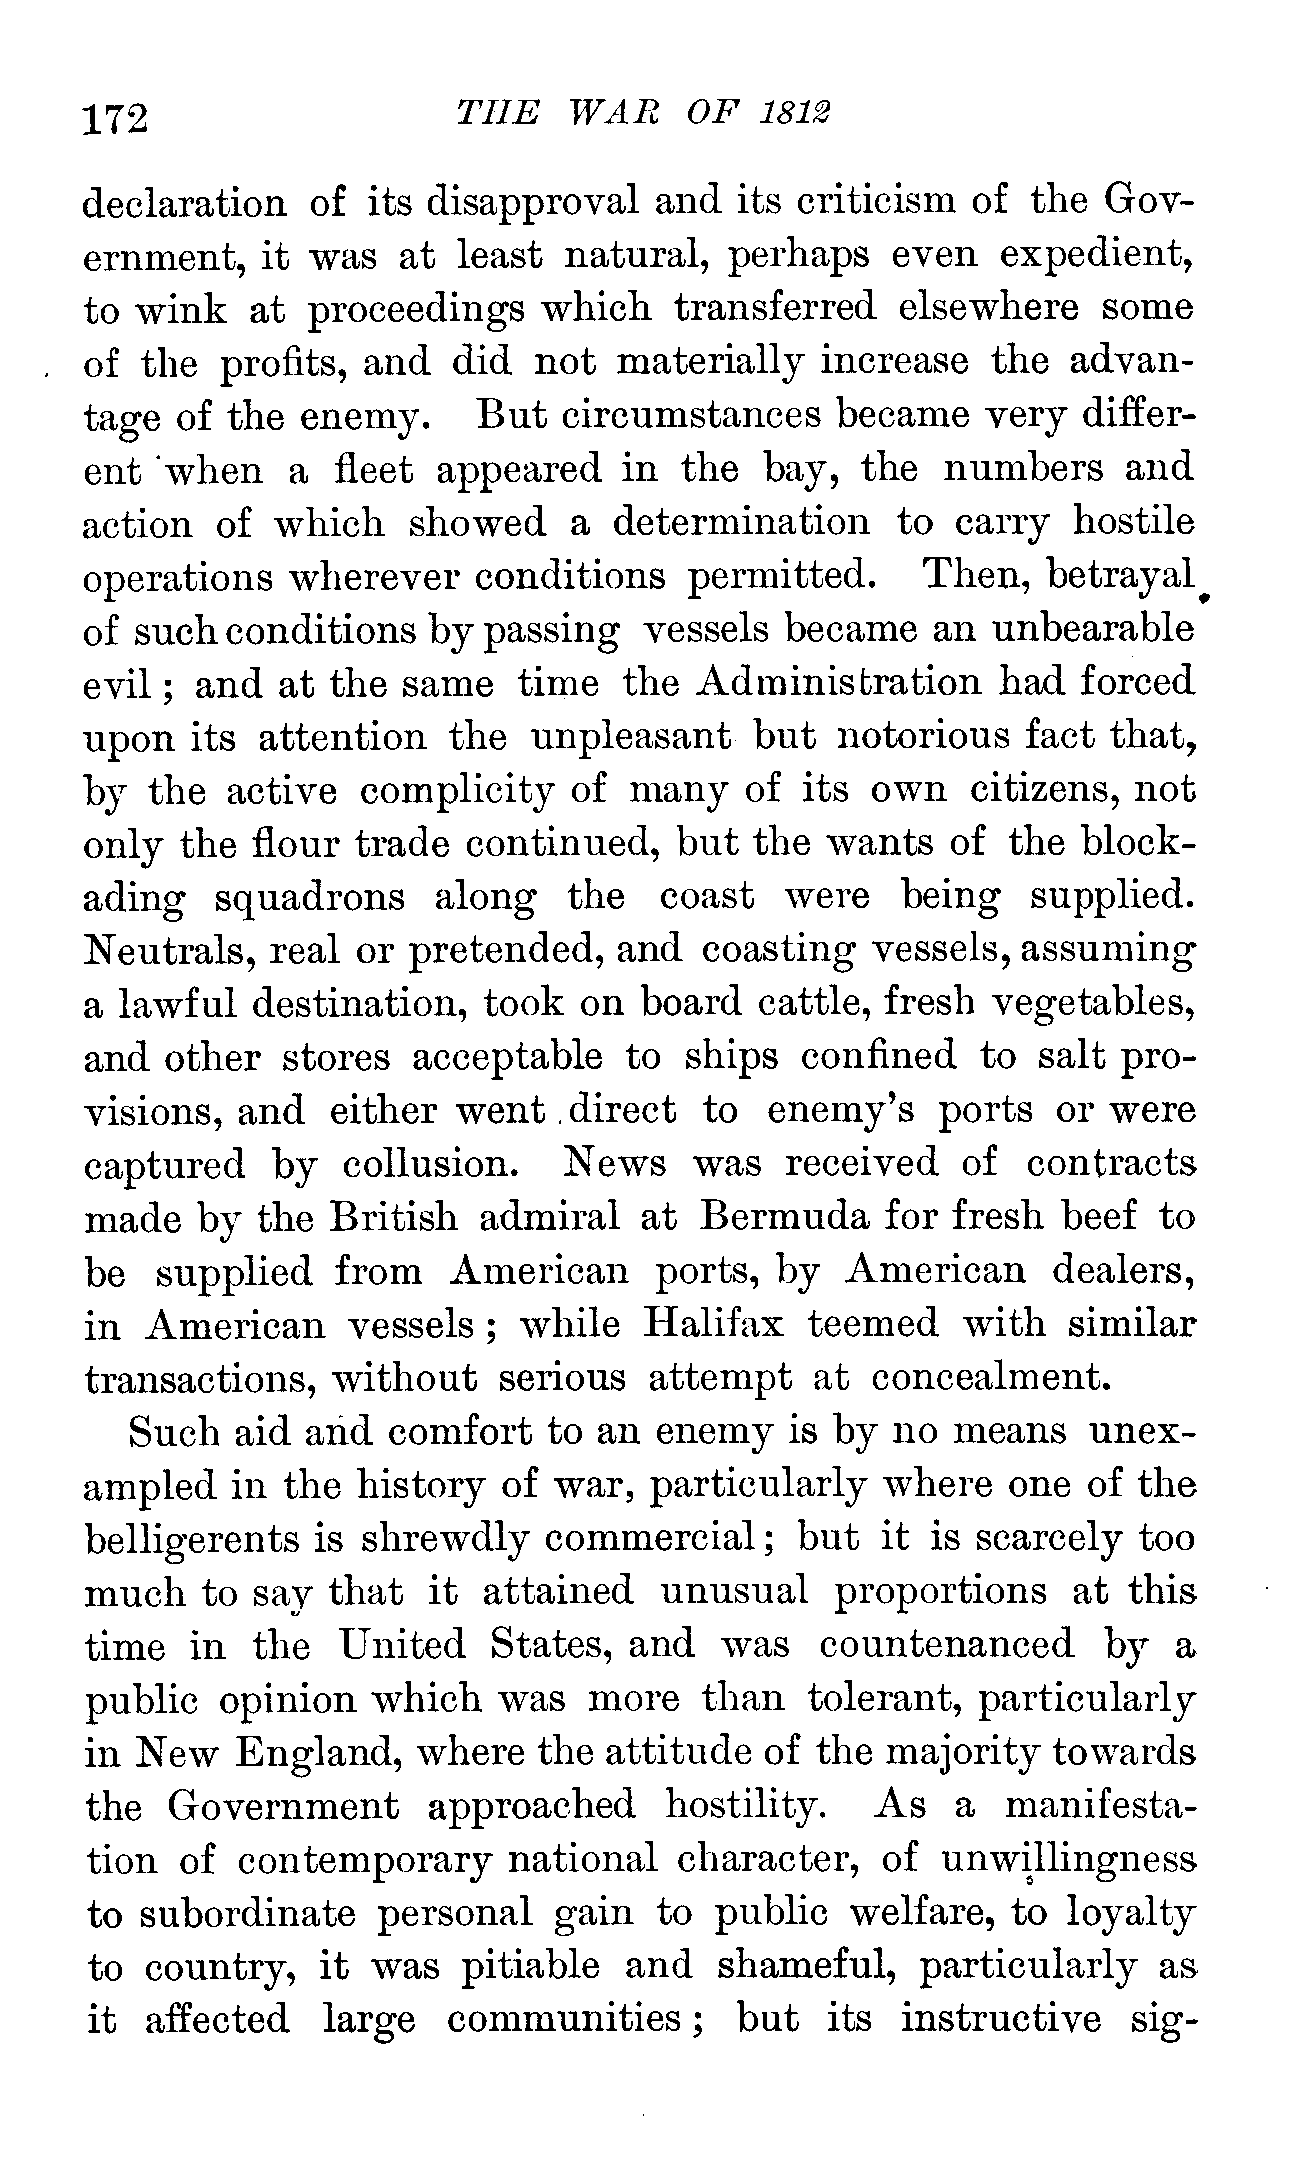 172 THE WAR OF 1812
declaration of its disapproval and its criticism of the Gov-
ernment, it was at least natural, perhaps even expedient,
to wink at proceedings which transferred elsewhere some
of the profits, and did not materially increase the advan-
tage of the enemy. But circumstances became very differ-
ent when a fleet appeared in the bay, the numbers and
action of which showed a determination to carry hostile
operations wherever conditions permitted. Then, betrayal
of such conditions by passing vessels became an unbearable
evil; and at the same time the Administration had forced
upon its attention the unpleasant but notorious fact that,
by the active complicity of many of its own citizens, not
only the flour trade continued, but the wants of the block-
ading squadrons along the coast were being supplied.
Neutrals, real or pretended, and coasting vessels, assuming
a lawful destination, took on board cattle, fresh vegetables,
and other stores acceptable to ships confined to salt pro-
visions, and either went direct to enemy's ports or were
captured by collusion. News was received of contracts
made by the British admiral at Bermuda for fresh beef to
be supplied from American ports, by American dealers,
in American vessels; while Halifax teemed with similar
transactions, without serious attempt at concealment.
Such aid and comfort to an enemy is by no means unex-
ampled in the history of war, particularly where one of the
belligerents is shrewdly commercial; but it is scarcely too
much to say that it attained unusual proportions at this
time in the United States, and was countenanced by a
public opinion which was more than tolerant, particularly
in New England, where the attitude of the majority towards
the Government approached hostility. As a manifesta-
tion of contemporary national character, of unwillingness
to subordinate personal gain to public welfare, to loyalty
to country, it was pitiable and shameful, particularly as
it affected large communities; but its instructive sig-